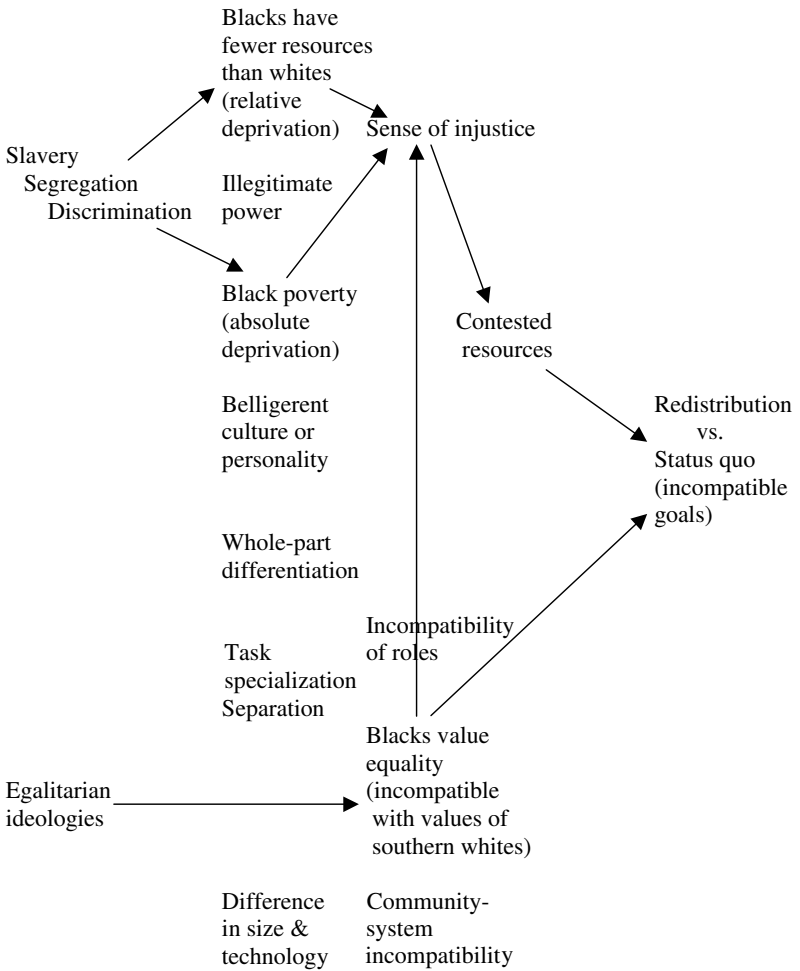 Blacks have
fewer resources
than whites
(relative
deprivation)
Sense of injustice
Slavery
Segregation
Discrimination
Illegitimate
power
Black poverty
(absolute
deprivation)
Contested
resources
Belligerent
culture or
personality
Redistribution
vs.
Status quo
(incompatible
goals)
Whole-part
differentiation
Incompatibility
of roles
Task
specialization
Separation
Blacks value
equality
(incompatible
with values of
southern whites)
Egalitarian
ideologies
Difference
in size &
technology
Community-
system
incompatibility